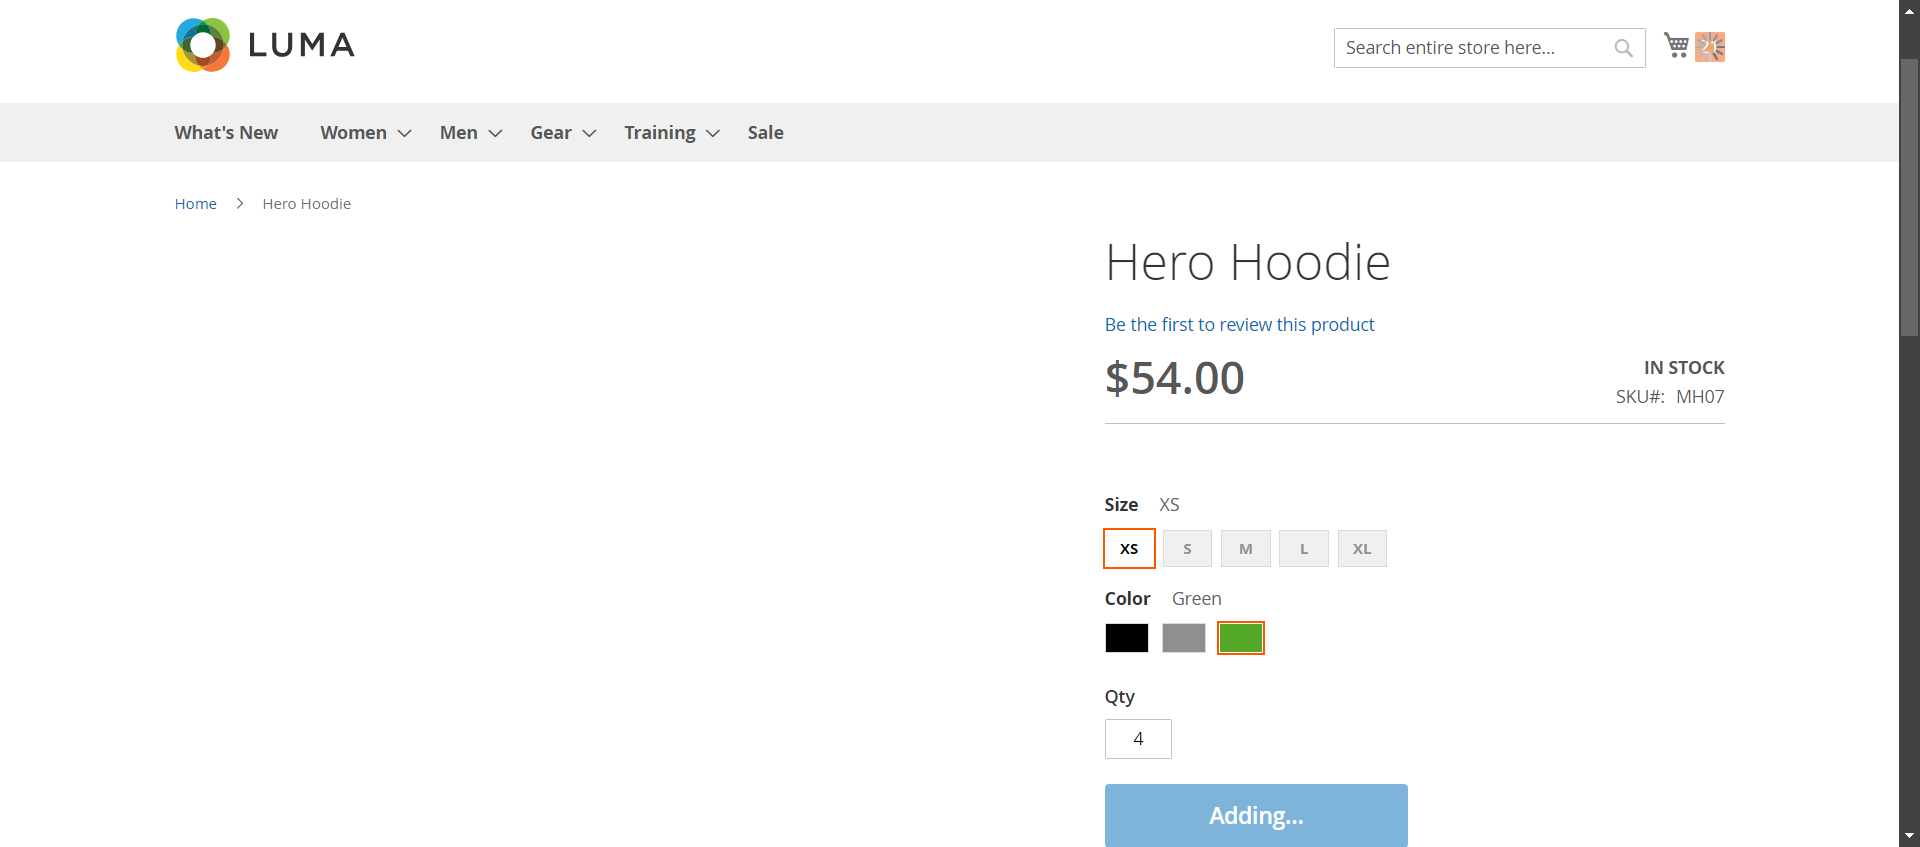 LUMA
Search entire store here...
21
What's New Women Men Gear Training Sale
Home Hero Hoodie
Hero Hoodie
Be the first to review this product
$54.00
IN STOCK
SKU#: MH07
Size XS
XS S M L XL
Color Green
Qty
4
Adding...